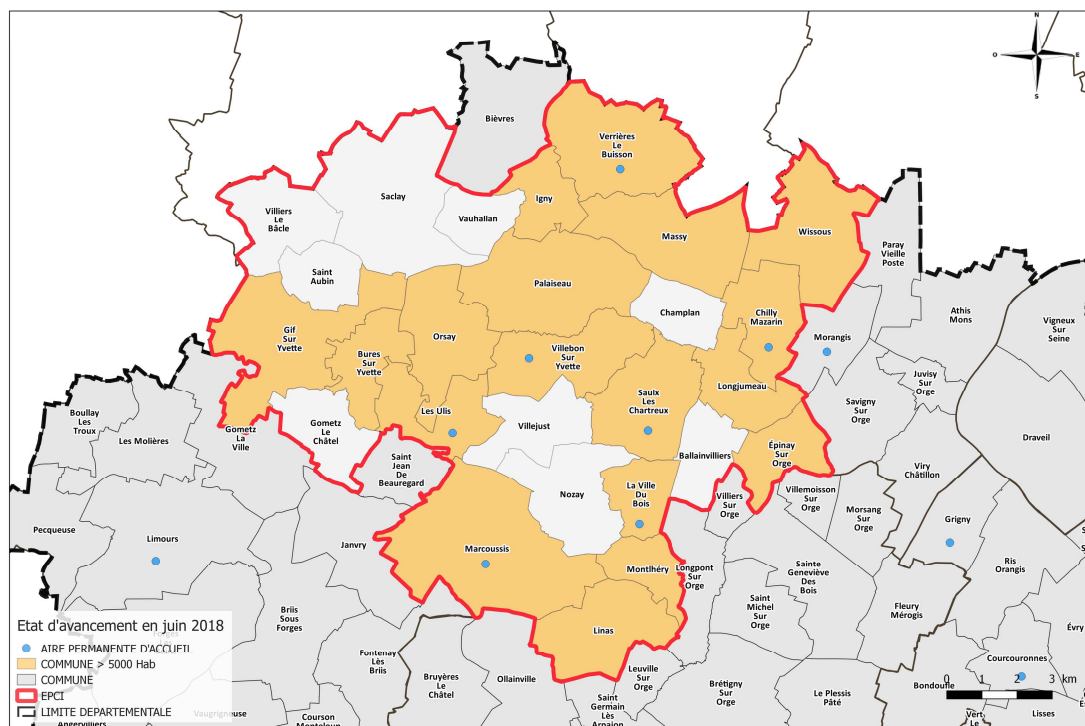 N
O
E
S
Bièvres
Verrières
Le
Buisson
Saclay
Igny
Vauhallan
Villiers
Le
Bâcle
Massy
Wissous
Paray
Vieille
Poste
Saint
Aubin
Palaiseau
Champlan
Chilly
Mazarin
Athis
Mons
Vigneux
Sur
Seine
Gif
Sur
Yvette
Orsay
Morangis
Bures
Sur
Yvette
Villebon
Sur
Yvette
Juvisy
Sur
Orge
Longjumeau
Saulx
Les
Chartreux
Savigny
Sur
Orge
Boullay
Les
Troux
Les Molières
Gometz
La
Ville
Gometz
Le
Châtel
Les Ulis
Villejust
Draveil
Ballainvilliers
Épinay
Sur
Orge
Saint
Jean
De
Beauregard
Viry
Châtillon
La Ville
Du
Bois
Villiers
Sur
Orge
Villemoisson
Sur
Orge
Nozay
Morsang
Sur
Orge
Pecqueuse
Grigny
Limours
Janvry
Marcoussis
Montlhéry
Longpont
Sur
Orge
Sainte
Geneviève
Des
Bois
Ris
Orangis
Saint
Michel
Sur
Orge
Fleury
Mérogis
Briis
Sous
Forges
Linas
Évry
Fontenay
Lès
Briis
Courcouronnes
Bruyères
Le
Châtel
Ollainville
Leuville
Sur
Orge
Brétigny
Sur
Orge
Le Plessis
Pâté
Bondoufle
Saint
Germain
Lès
Arpajon
Vert
Le
Lisses
Vaugrigneuse
Courson
Monteloup
Angervilliers
Forges
Etat d'avancement en juin 2018
AIRE PERMANENTE D'ACCUEIL
COMMUNE > 5000 Hab
COMMUNE
EPCI
LIMITE DEPARTEMENTALE
0 1 2 3 km